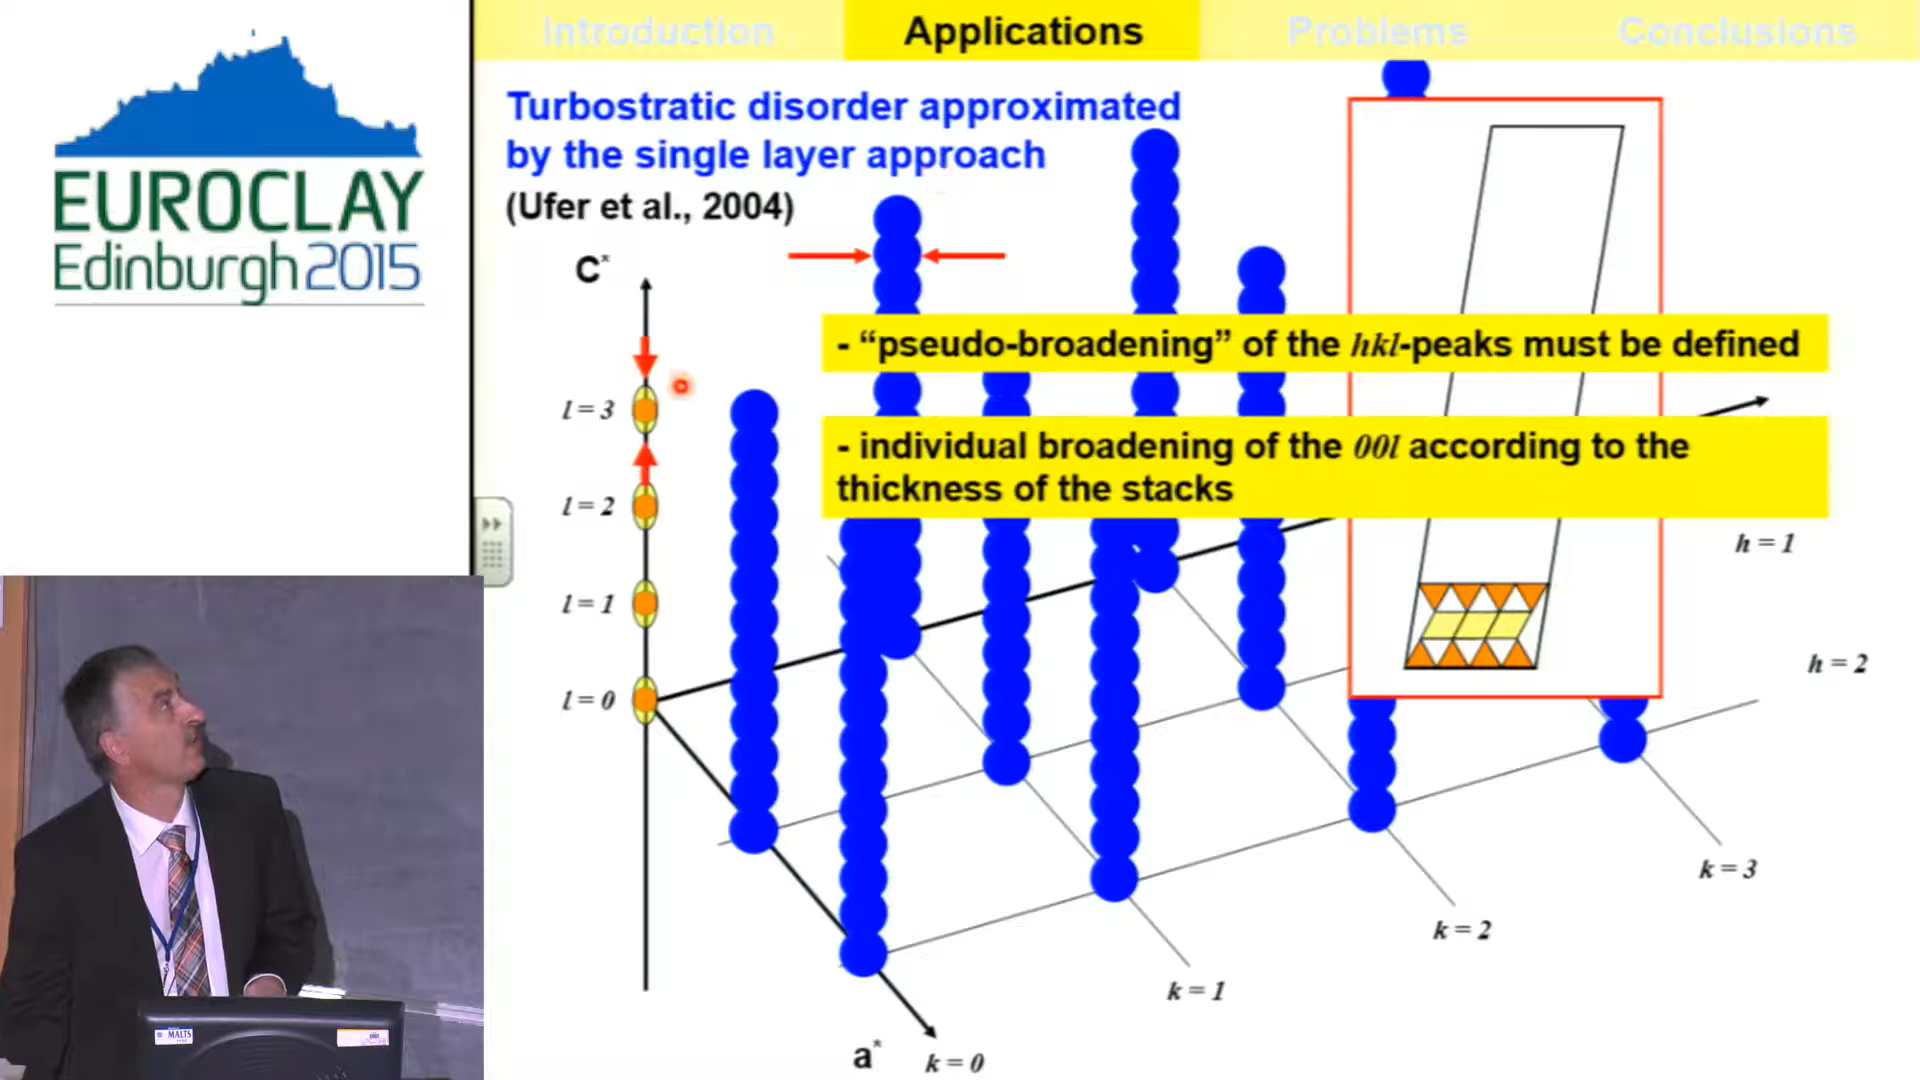 EUROCLAY
Edinburgh 2015
Introduction
Applications
Problems
Conclusions
Turbostratic disorder approximated
by the single layer approach
(Ufer et al., 2004)
C*
- “pseudo-broadening” of the hkl-peaks must be defined
- individual broadening of the 00l according to the
thickness of the stacks
l = 3
l = 2
l = 1
l = 0
h = 1
h = 2
k = 3
k = 2
k = 1
k = 0
a*
MALTS